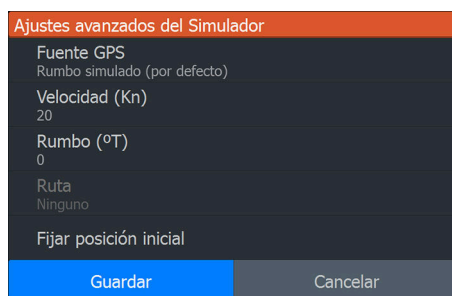 Ajustes avanzados del Simulador
Fuente GPS
Rumbo simulado (por defecto)
Velocidad (Kn)
20
Rumbo (ºT)
0
Ruta
Ninguno
Fijar posición inicial
Guardar
Cancelar